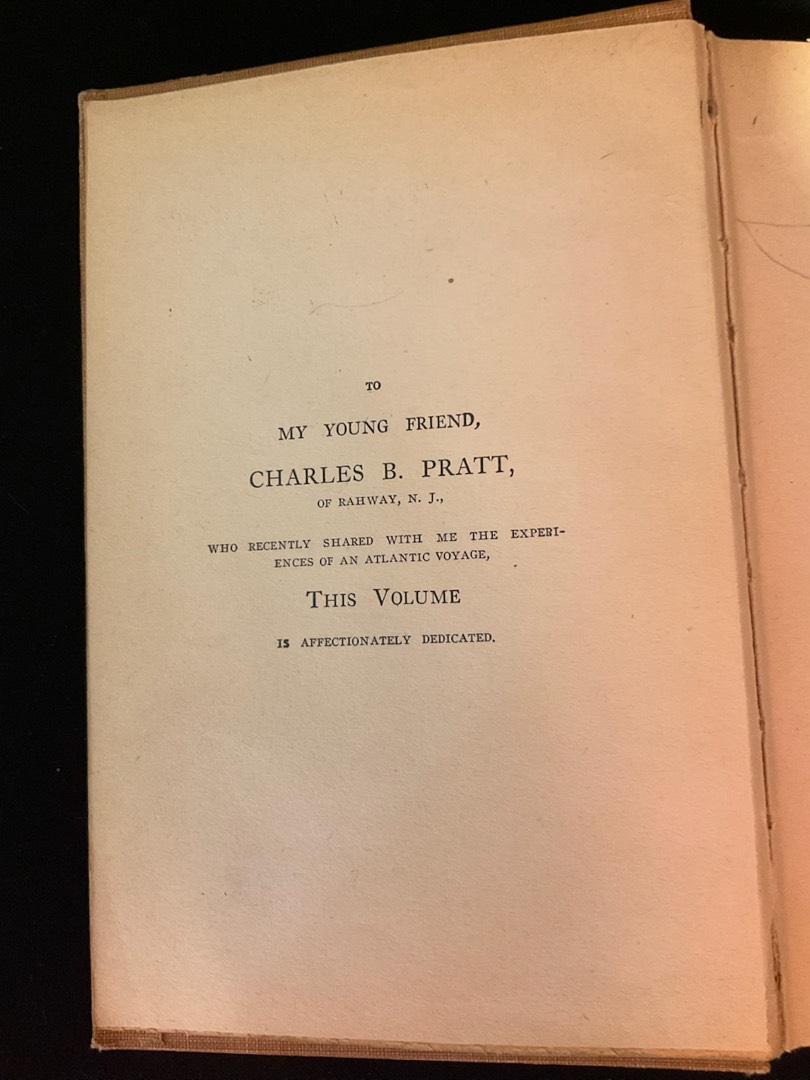 TO
MY YOUNG FRIEND,
CHARLES B. PRATT,
OF RAHWAY, N. J.,
WHO RECENTLY SHARED WITH ME THE EXPERI-
ENCES OF AN ATLANTIC VOYAGE,
THIS VOLUME
IS AFFECTIONATELY DEDICATED.